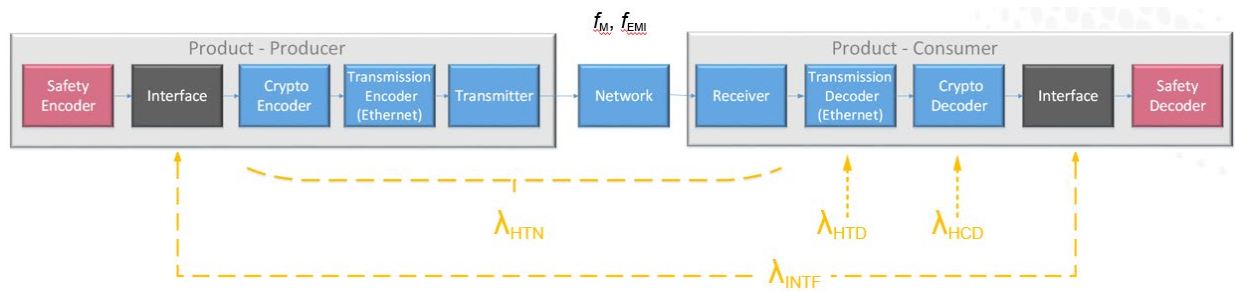 fM, fEMI
Product - Producer
Product - Consumer
Safety
Encoder
Interface
Crypto
Encoder
Transmission
Encoder
(Ethernet)
Transmitter
Network
Receiver
Transmission
Decoder
(Ethernet)
Crypto
Decoder
Interface
Safety
Decoder
λHTN
λHTD
λHCD
λINTF